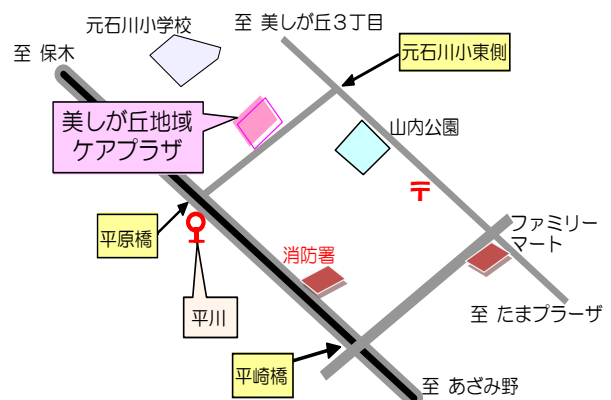 至 美しが丘３丁目
元石川小学校
至 保木
元石川小東側
美しが丘地域
ケアプラザ
山内公園
〒
平原橋
ファミリー
マート
消防署
平川
至 たまプラーザ
平崎橋
至 あざみ野